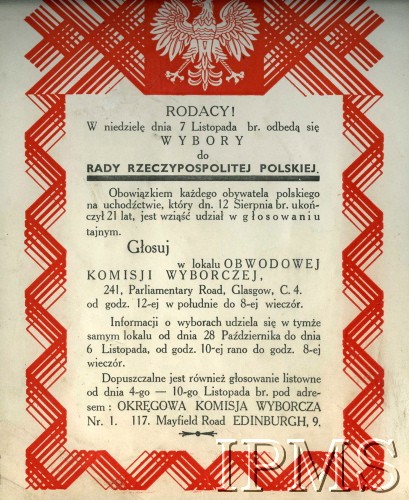 RODACY!
W niedzielę dnia 7 Listopada br. odbedą się
WYBORY
do
RADY RZECZYPOSPOLITEJ POLSKIEJ.
Obowiązkiem każdego obywatela polskiego
na uchodźctwie, który dn. 12 Sierpnia br. ukoń-
czył 21 lat, jest wziąść udział w głosowaniu
tajnym.
Głosuj
w lokalu OBWODOWEJ
KOMISJI WYBORCZEJ,
241, Parliamentary Road, Glasgow, C. 4.
od godz. 12-ej w południe do 8-ej wieczór.
Informacji o wyborach udziela się w tymże
samym lokalu od dnia 28 Października do dnia
6 Listopada, od godz. 10-ej rano do godz. 8-ej
wieczór.
Dopuszczalne jest również głosowanie listowne
od dnia 4-go — 10-go Listopada br. pod adre-
sem : OKRĘGOWA KOMISJA WYBORCZA
Nr. 1. 117. Mayfield Road EDINBURGH, 9.
IPMS